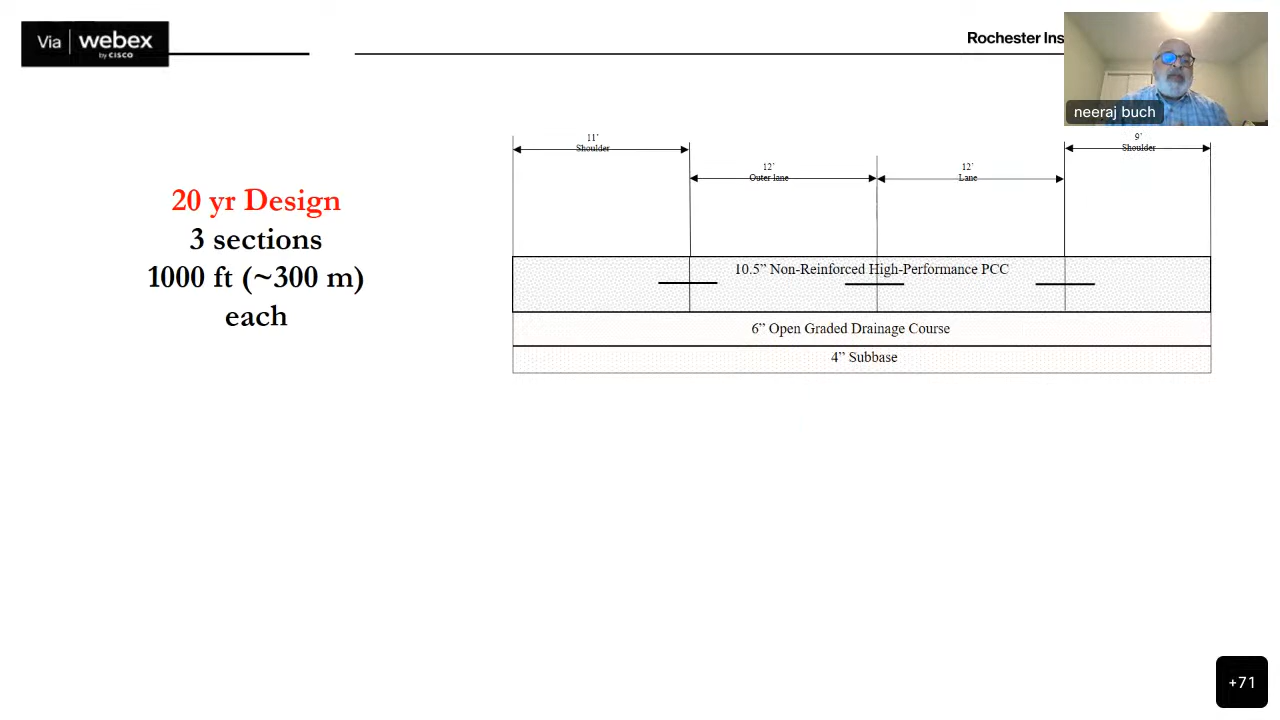 Via webex
by CISCO
Rochester Ins
neeraj buch
11'
Shoulder
9'
Shoulder
12'
Outer lane
12'
Lane
20 yr Design
3 sections
1000 ft (~300 m)
each
10.5” Non-Reinforced High-Performance PCC
6” Open Graded Drainage Course
4” Subbase
+71